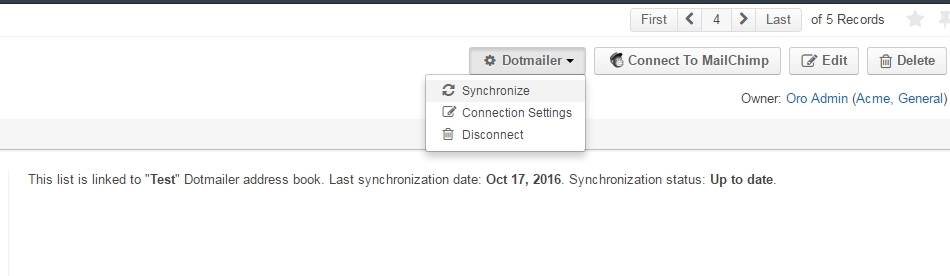 First 4 Last of 5 Records
Dotmailer Connect To MailChimp Edit Delete
Synchronize
Owner: Oro Admin (Acme, General)
Connection Settings
Disconnect
This list is linked to "Test" Dotmailer address book. Last synchronization date: Oct 17, 2016. Synchronization status: Up to date.